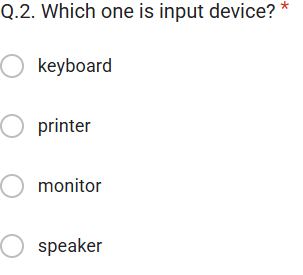 Q.2. Which one is input device? *
keyboard
printer
monitor
speaker